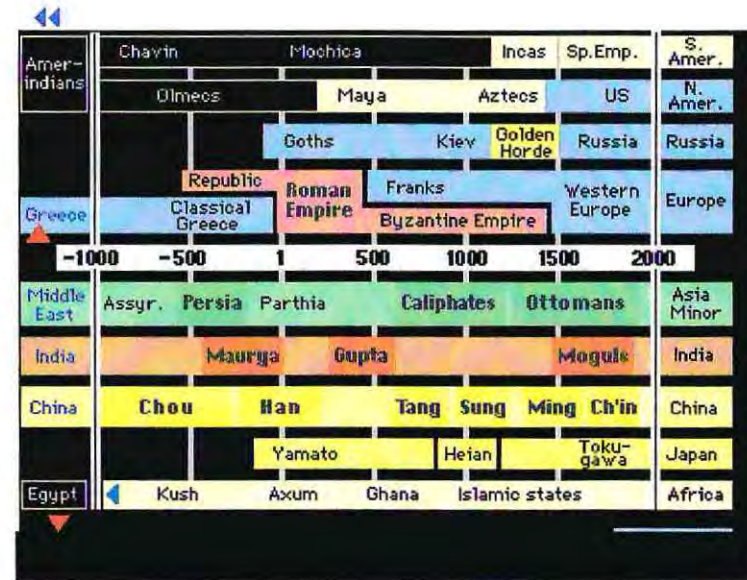 Amer-
indians
Chavin Mochica Incas Sp.Emp. S.
Amer.
Olmecs Maya Aztecs US N.
Amer.
Goths Kiev Golden
Horde Russia Russia
Republic Roman
Empire Franks Western
Europe Europe
Greece Classical
Greece Byzantine Empire
-1000 -500 1 500 1000 1500 2000
Middle
East Assyr. Persia Parthia Caliphates Ottomans Asia
Minor
India Maurya Gupta Moguls India
China Chou Han Tang Sung Ming Ch'in China
Yamato Heian Toku-
gawa Japan
Egypt Kush Axum Ghana Islamic states Africa